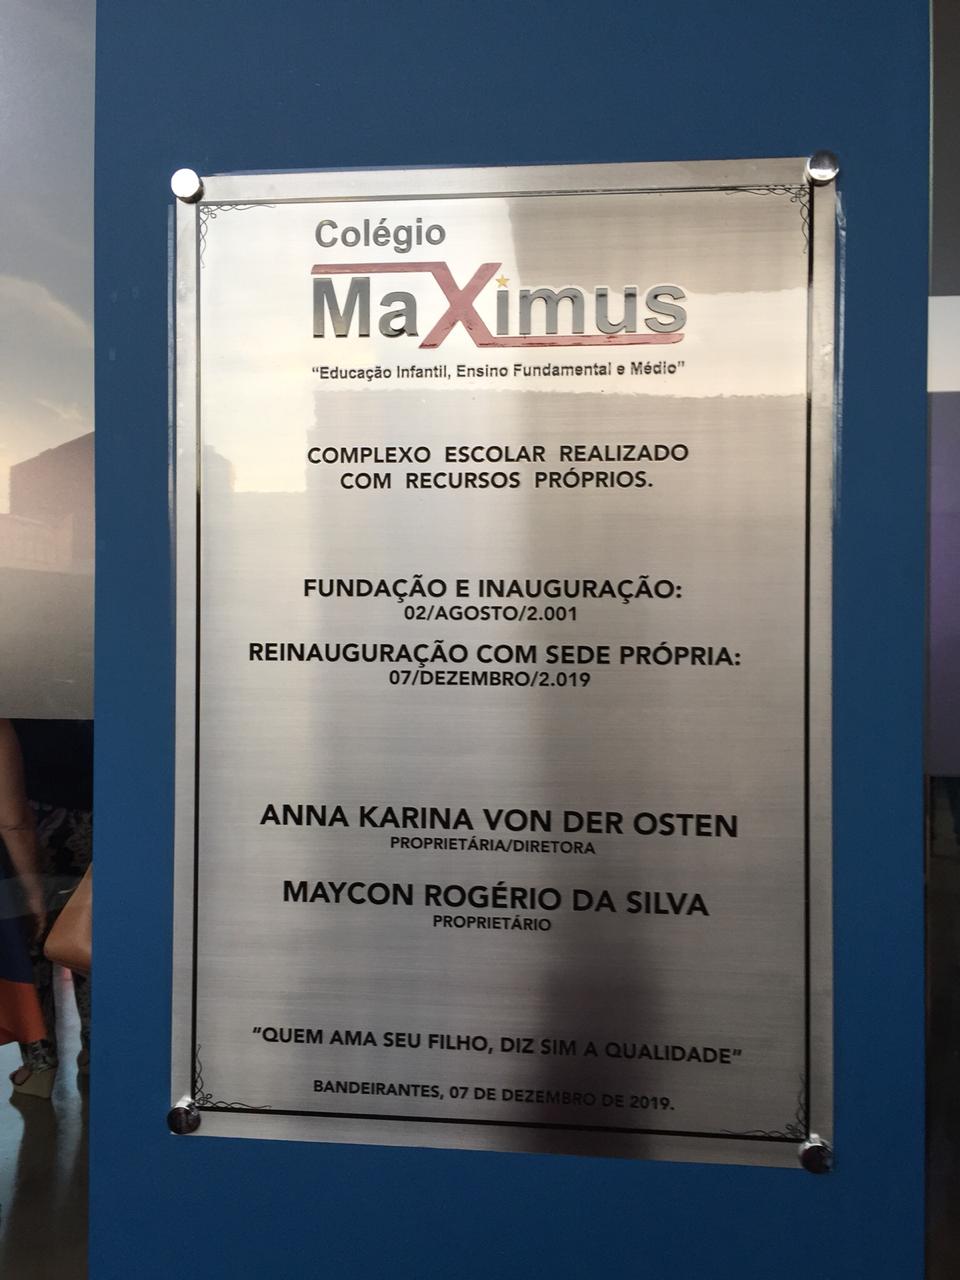 Colégio
MaXimus
“Educação Infantil, Ensino Fundamental e Médio”
COMPLEXO ESCOLAR REALIZADO
COM RECURSOS PRÓPRIOS.
FUNDAÇÃO E INAUGURAÇÃO:
02/AGOSTO/2.001
REINAUGURAÇÃO COM SEDE PRÓPRIA:
07/DEZEMBRO/2.019
ANNA KARINA VON DER OSTEN
PROPRIETÁRIA/DIRETORA
MAYCON ROGÉRIO DA SILVA
PROPRIETÁRIO
“QUEM AMA SEU FILHO, DIZ SIM A QUALIDADE”
BANDEIRANTES, 07 DE DEZEMBRO DE 2019.